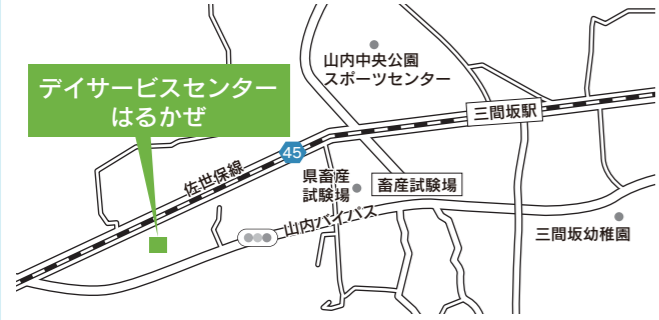 山内中央公園
スポーツセンター
デイサービスセンター
はるかぜ
三間坂駅
45
佐世保線
県畜産
試験場
畜産試験場
山内バイパス
三間坂幼稚園